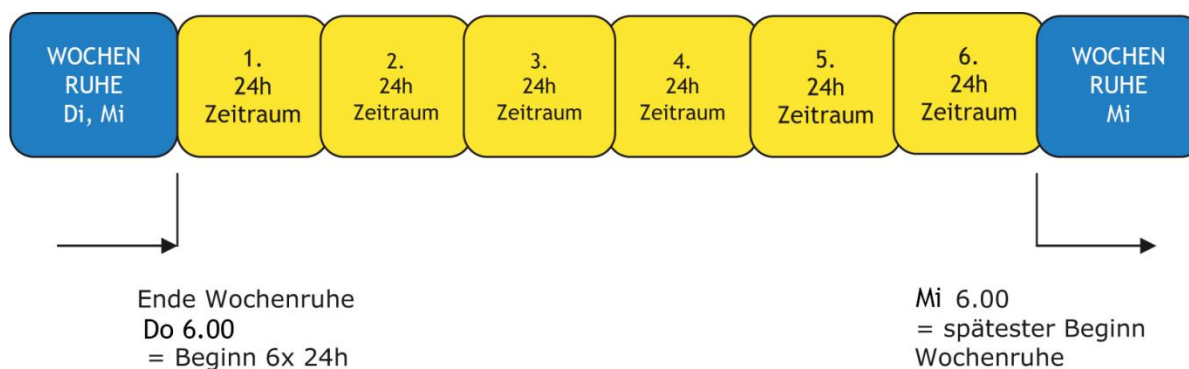 WOCHEN
RUHE
Di, Mi
1.
24h
Zeitraum
2.
24h
Zeitraum
3.
24h
Zeitraum
4.
24h
Zeitraum
5.
24h
Zeitraum
6.
24h
Zeitraum
WOCHEN
RUHE
Mi
Ende Wochenruhe
Do 6.00
= Beginn 6x 24h
Mi 6.00
= spätester Beginn
Wochenruhe